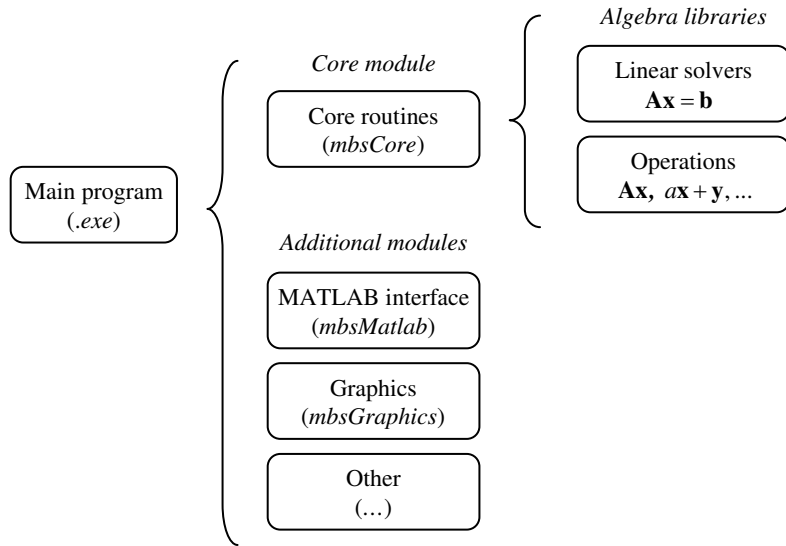 Main program
(.exe)
Core module
Core routines
(mbsCore)
Additional modules
MATLAB interface
(mbsMatlab)
Graphics
(mbsGraphics)
Other
(…)
Algebra libraries
Linear solvers
Ax = b
Operations
Ax, ax + y, ...